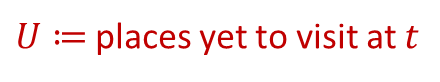 U := places yet to visit at t